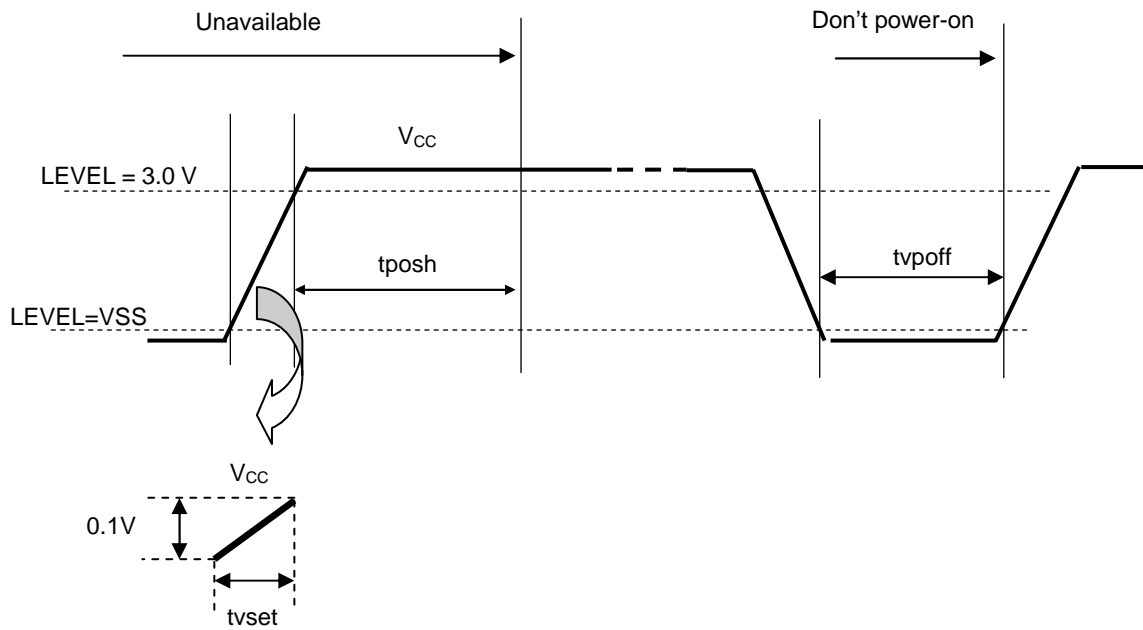 Unavailable
Don't power-on
VCC
LEVEL = 3.0 V
tposh
tvpoff
LEVEL=VSS
VCC
0.1V
tvset